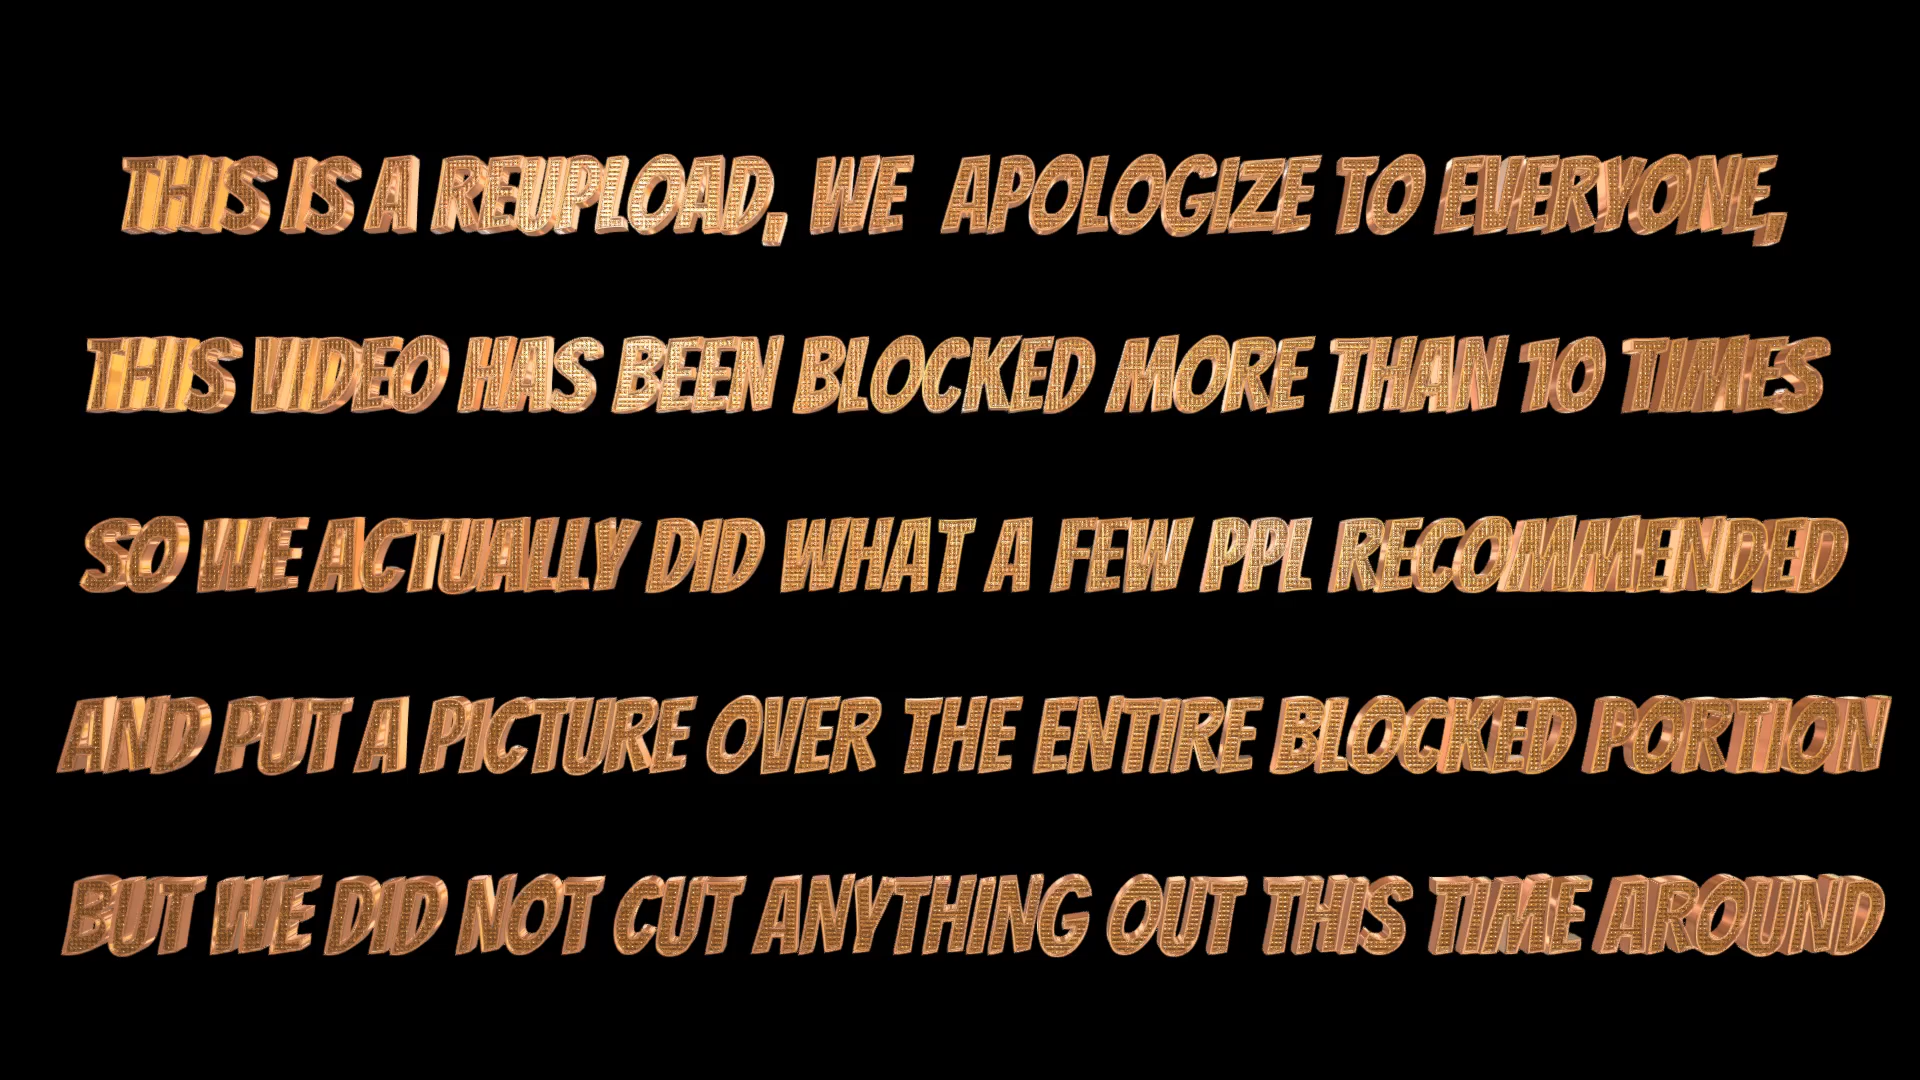 THIS IS A REUPLOAD, WE APOLOGIZE TO EVERYONE,
THIS VIDEO HAS BEEN BLOCKED MORE THAN 10 TIMES
SO WE ACTUALLY DID WHAT A FEW PPL RECOMMENDED
AND PUT A PICTURE OVER THE ENTIRE BLOCKED PORTION
BUT WE DID NOT CUT ANYTHING OUT THIS TIME AROUND